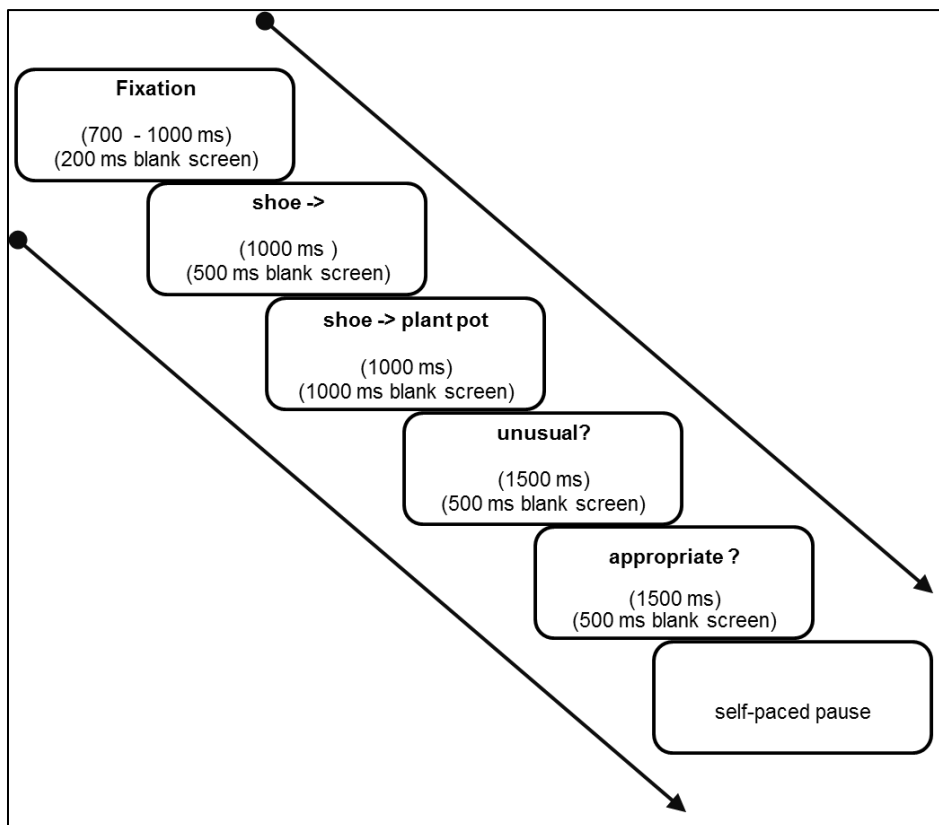 Fixation
(700 - 1000 ms)
(200 ms blank screen)
shoe ->
(1000 ms )
(500 ms blank screen)
shoe -> plant pot
(1000 ms)
(1000 ms blank screen)
unusual?
(1500 ms)
(500 ms blank screen)
appropriate ?
(1500 ms)
(500 ms blank screen)
self-paced pause